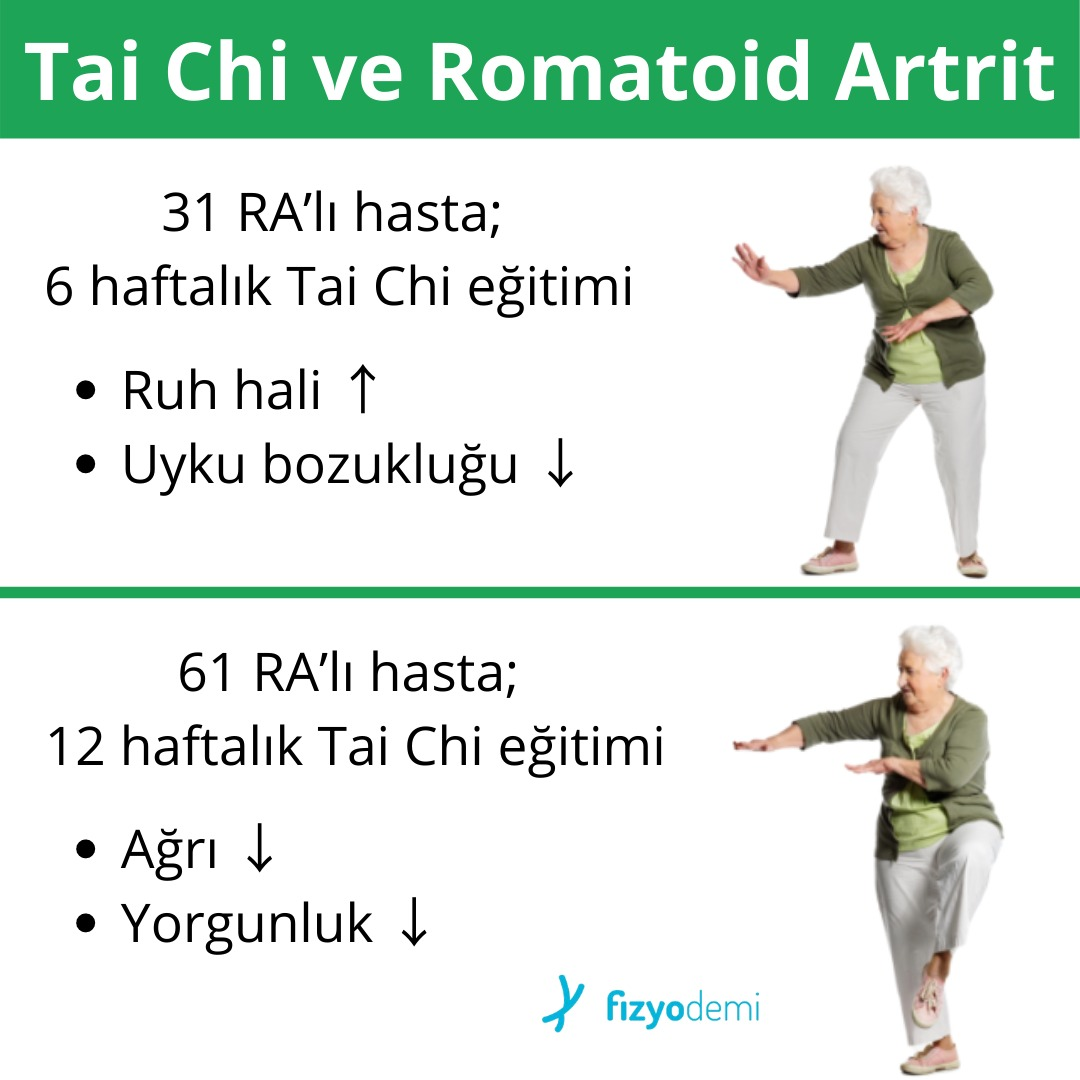 Tai Chi ve Romatoid Artrit
31 RA’lı hasta;
6 haftalık Tai Chi eğitimi
• Ruh hali ↑
• Uyku bozukluğu ↓
61 RA’lı hasta;
12 haftalık Tai Chi eğitimi
• Ağrı ↓
• Yorgunluk ↓
fizyodemi